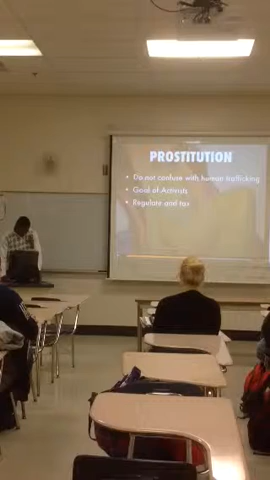 PROSTITUTION
• Do not confuse with human trafficking
• Goal of Activists
• Regulate and tax